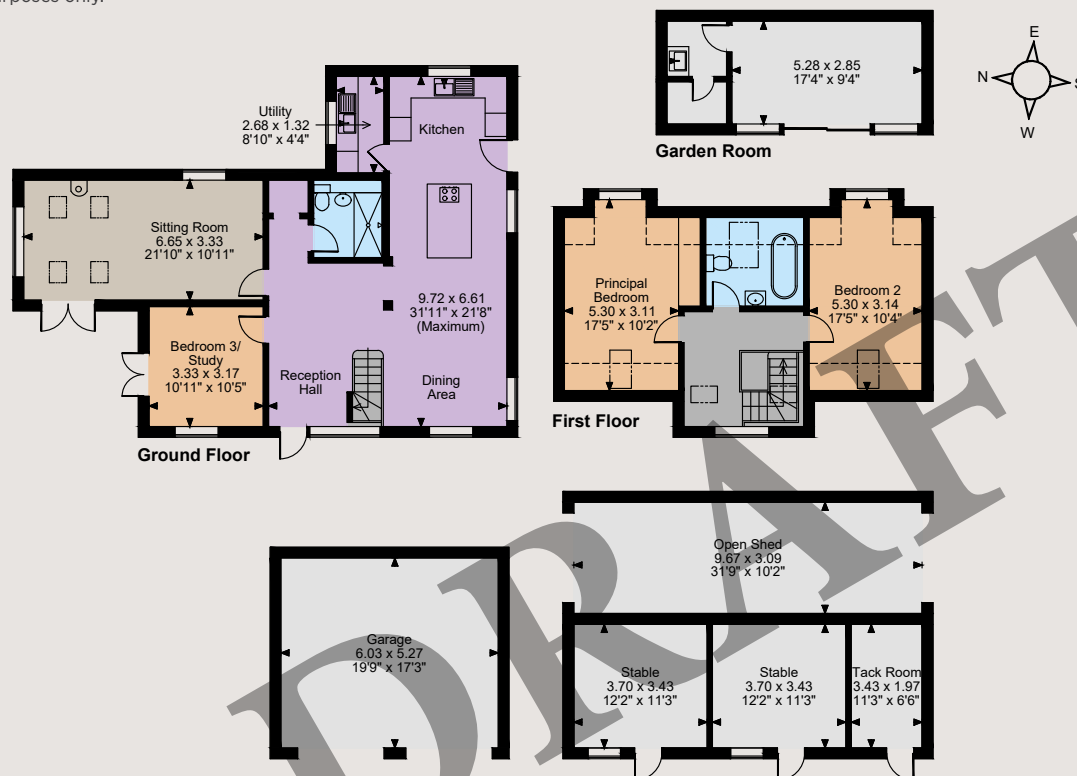 rposes only.
E
N
S
W
5.28 x 2.85
17'4" x 9'4"
Garden Room
Utility
2.68 x 1.32
8'10" x 4'4"
Kitchen
Sitting Room
6.65 x 3.33
21'10" x 10'11"
9.72 x 6.61
31'11" x 21'8"
(Maximum)
Bedroom 3/
Study
3.33 x 3.17
10'11" x 10'5"
Reception
Hall
Dining
Area
Ground Floor
Principal
Bedroom
5.30 x 3.11
17'5" x 10'2"
Bedroom 2
5.30 x 3.14
17'5" x 10'4"
First Floor
Open Shed
9.67 x 3.09
31'9" x 10'2"
Garage
6.03 x 5.27
19'9" x 17'3"
Stable
3.70 x 3.43
12'2" x 11'3"
Stable
3.70 x 3.43
12'2" x 11'3"
Tack Room
3.43 x 1.97
11'3" x 6'6"
DRAFT